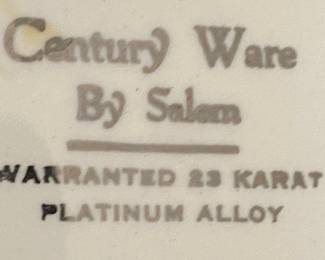 Century Ware
By Salem
WARRANTED 23 KARAT
PLATINUM ALLOY